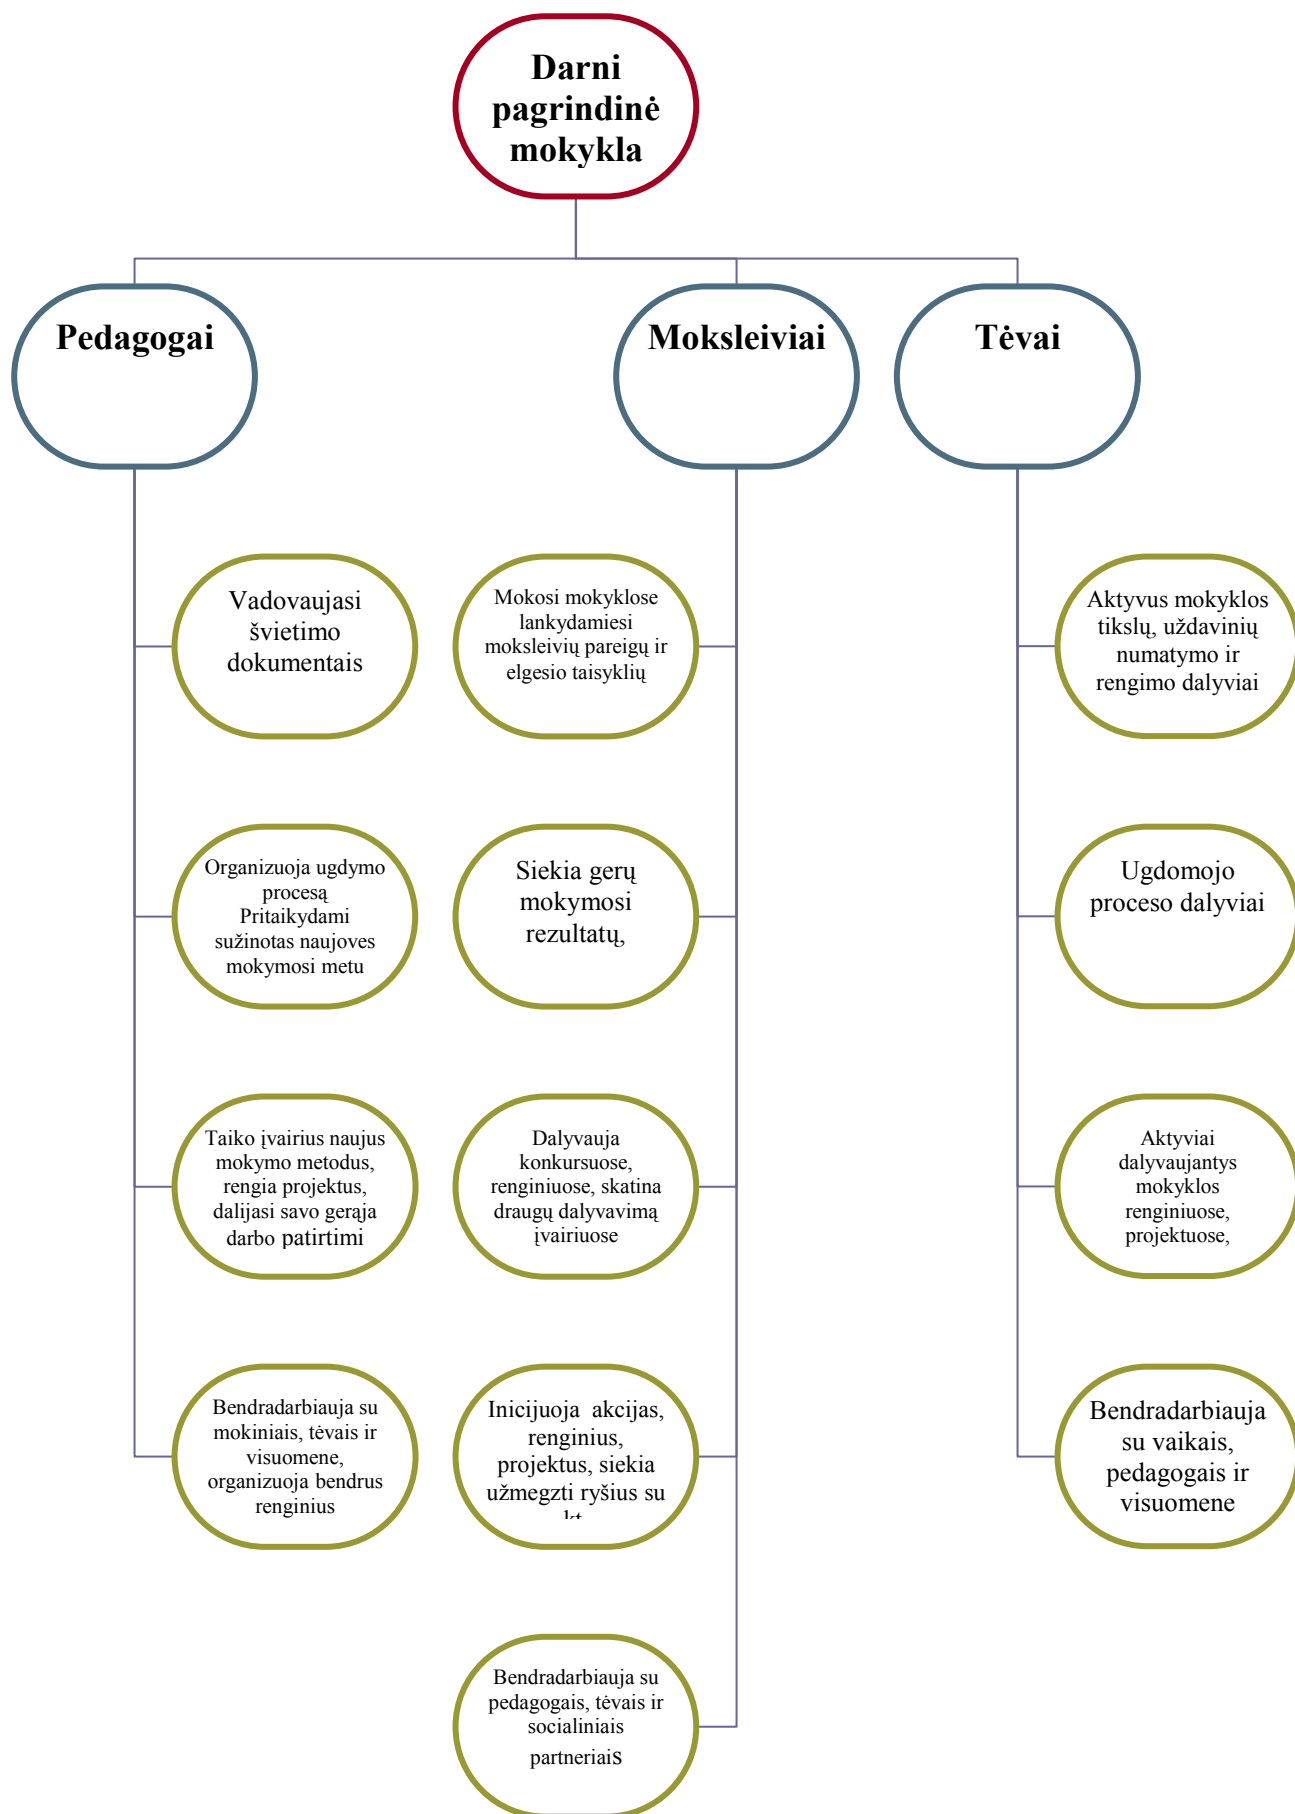 Darni
pagrindinė
mokykla
Pedagogai
Moksleiviai
Tėvai
Vadovaujasi
švietimo
dokumentais
Organizuoja ugdymo
procesą
Pritaikydami
sužinotas naujoves
mokymosi metu
Taiko įvairius naujus
mokymo metodus,
rengia projektus,
dalijasi savo gerąja
darbo patirtimi
Bendradarbiauja su
mokiniais, tėvais ir
visuomene,
organizuoja bendrus
renginius
Mokosi mokyklose
lankydamiesi
moksleivių pareigų ir
elgesio taisyklių
Siekia gerų
mokymosi
rezultatų,
Dalyvauja
konkursuose,
renginiuose, skatina
draugų dalyvavimą
įvairiuose
Inicijuoja akcijas,
renginius,
projektus, siekia
užmegzti ryšius su
Bendradarbiauja su
pedagogais, tėvais ir
socialiniais
partneriais
Aktyvus mokyklos
tikslų, uždavinių
numatymo ir
rengimo dalyviai
Ugdomojo
proceso dalyviai
Aktyviai
dalyvaujantys
mokyklos
renginiuose,
projektuose,
Bendradarbiauja
su vaikais,
pedagogais ir
visuomene